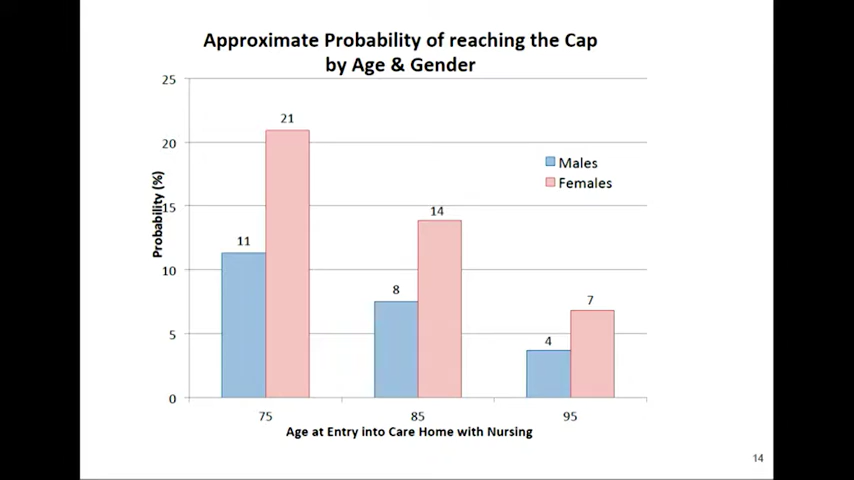 Approximate Probability of reaching the Cap
by Age & Gender
25
20
15
10
5
0
Probability (%)
21
11
14
8
7
4
Males
Females
75
85
95
Age at Entry into Care Home with Nursing
14